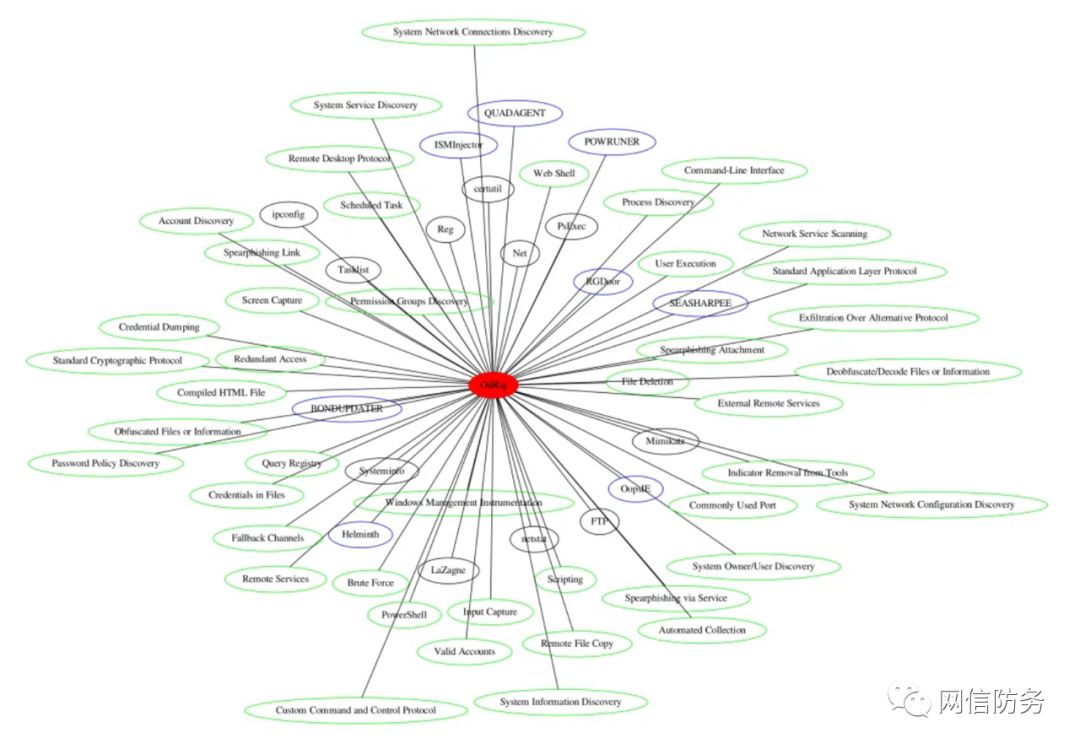 System Network Connections Discovery
System Service Discovery
QUADAGENT
ISMInjector
POWRUNER
Remote Desktop Protocol
Web Shell
Command-Line Interface
certutil
Scheduled Task
Process Discovery
ipconfig
Account Discovery
Reg
PsExec
Network Service Scanning
Spearphishing Link
Net
User Execution
Tasklist
Standard Application Layer Protocol
RGDoor
Screen Capture
Permission Groups Discovery
SEASHARPEE
Exfiltration Over Alternative Protocol
Credential Dumping
Spearphishing Attachment
Standard Cryptographic Protocol
Redundant Access
Deobfuscate/Decode Files or Information
OilRig
File Deletion
Compiled HTML File
External Remote Services
BONDUPDATER
Obfuscated Files or Information
Mimikatz
Password Policy Discovery
Query Registry
Systeminfo
Indicator Removal from Tools
OopsIE
Credentials in Files
Windows Management Instrumentation
Commonly Used Port
System Network Configuration Discovery
FTP
Fallback Channels
Helminth
netstat
System Owner/User Discovery
LaZagne
Remote Services
Brute Force
Scripting
Spearphishing via Service
PowerShell
Input Capture
Automated Collection
Remote File Copy
Valid Accounts
System Information Discovery
Custom Command and Control Protocol
网信防务